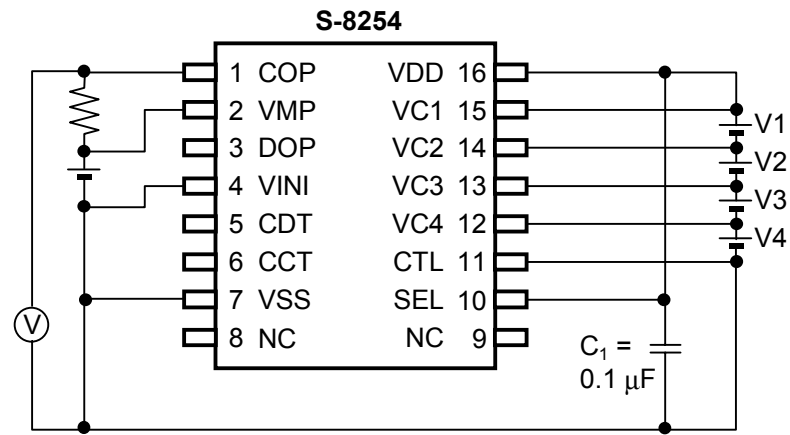 S-8254
1 COP VDD 16
2 VMP VC1 15
3 DOP VC2 14
4 VINI VC3 13
5 CDT VC4 12
6 CCT CTL 11
7 VSS SEL 10
8 NC NC 9
V1
V2
V3
V4
V
C₁ =
0.1 μF